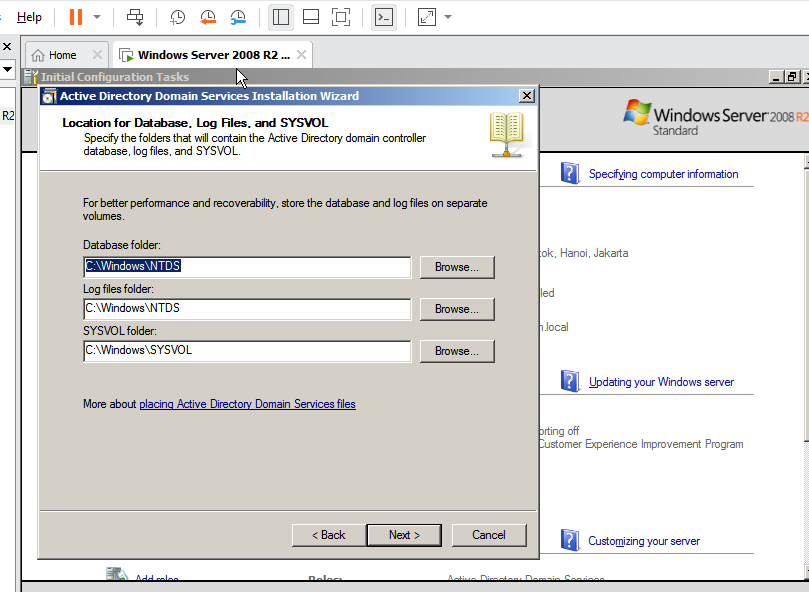 Help
Home
Windows Server 2008 R2 ...
Initial Configuration Tasks
R2
Active Directory Domain Services Installation Wizard
Location for Database, Log Files, and SYSVOL
Specify the folders that will contain the Active Directory domain controller
database, log files, and SYSVOL.
For better performance and recoverability, store the database and log files on separate
volumes.
Database folder:
C:\Windows\NTDS
Browse...
Log files folder:
C:\Windows\NTDS
Browse...
SYSVOL folder:
C:\Windows\SYSVOL
Browse...
More about placing Active Directory Domain Services files
< Back
Next >
Cancel
Windows Server 2008 R2
Standard
Specifying computer information
tok, Hanoi, Jakarta
led
n.local
Updating your Windows server
orting off
Customer Experience Improvement Program
Customizing your server
Add roles
Roles:
Active Directory Domain Services